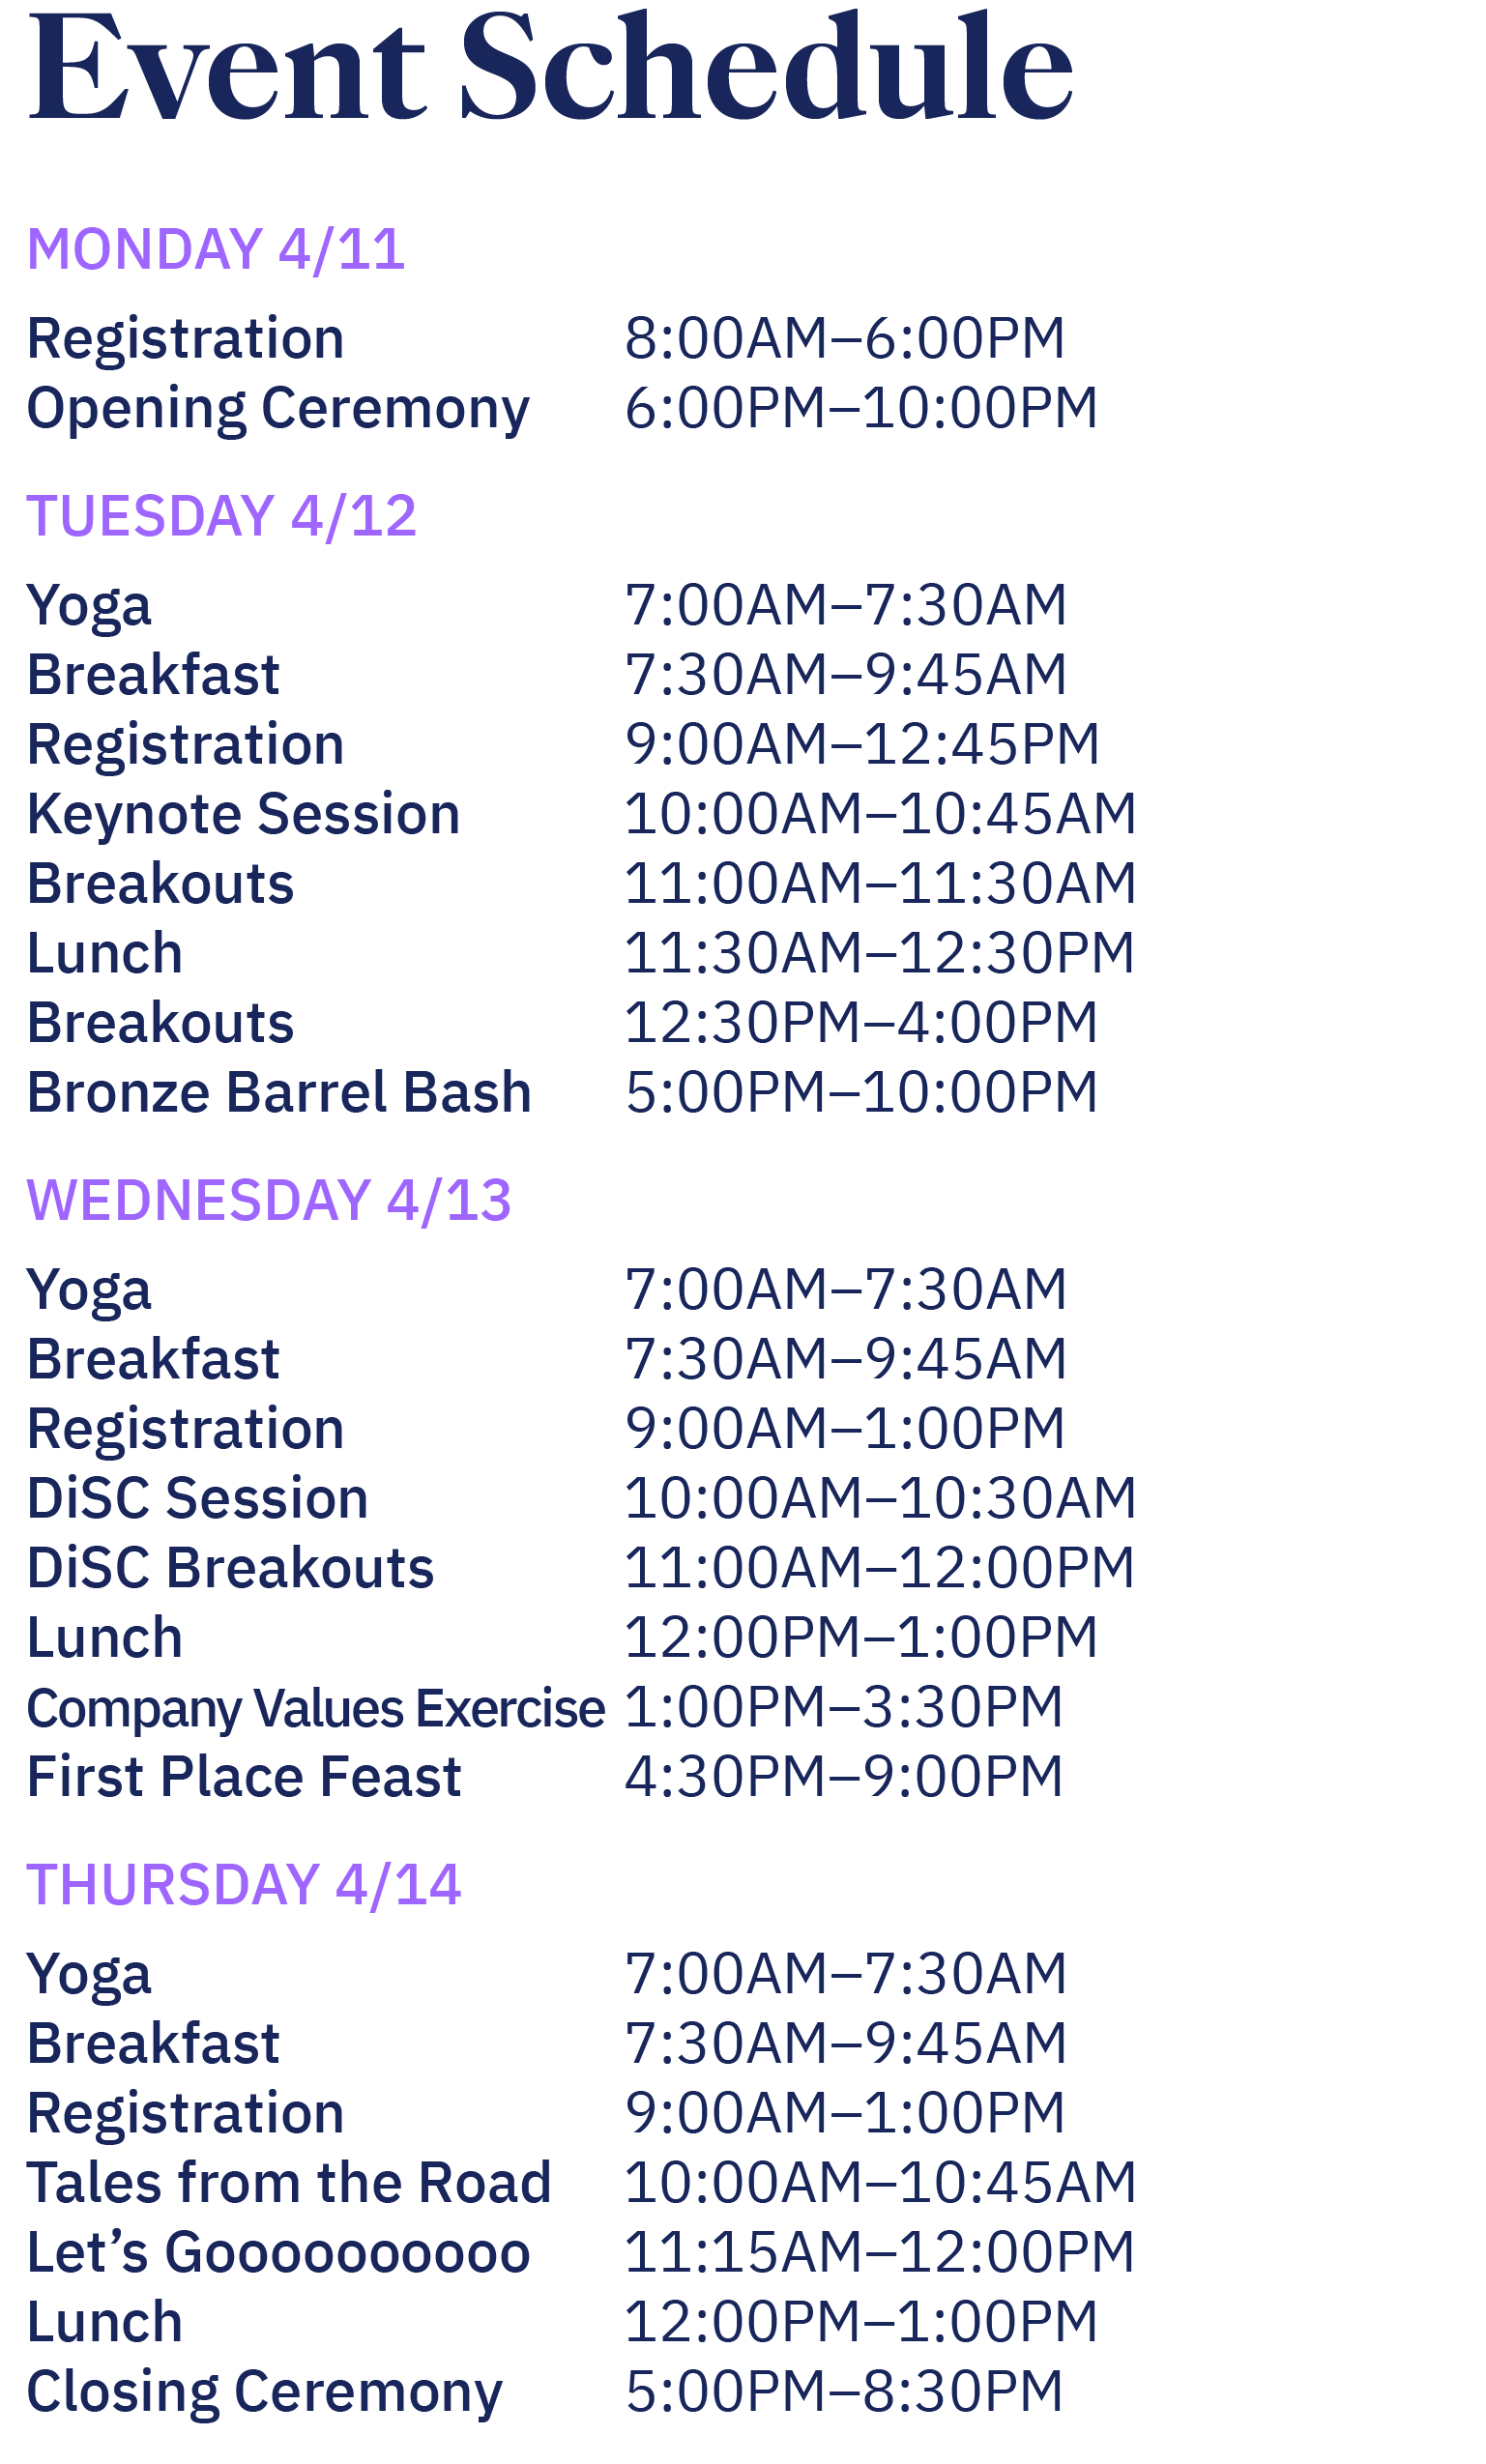 Event Schedule
MONDAY 4/11
Registration 8:00AM–6:00PM
Opening Ceremony 6:00PM–10:00PM
TUESDAY 4/12
Yoga 7:00AM–7:30AM
Breakfast 7:30AM–9:45AM
Registration 9:00AM–12:45PM
Keynote Session 10:00AM–10:45AM
Breakouts 11:00AM–11:30AM
Lunch 11:30AM–12:30PM
Breakouts 12:30PM–4:00PM
Bronze Barrel Bash 5:00PM–10:00PM
WEDNESDAY 4/13
Yoga 7:00AM–7:30AM
Breakfast 7:30AM–9:45AM
Registration 9:00AM–1:00PM
DiSC Session 10:00AM–10:30AM
DiSC Breakouts 11:00AM–12:00PM
Lunch 12:00PM–1:00PM
Company Values Exercise 1:00PM–3:30PM
First Place Feast 4:30PM–9:00PM
THURSDAY 4/14
Yoga 7:00AM–7:30AM
Breakfast 7:30AM–9:45AM
Registration 9:00AM–1:00PM
Tales from the Road 10:00AM–10:45AM
Let’s Goooooooooo 11:15AM–12:00PM
Lunch 12:00PM–1:00PM
Closing Ceremony 5:00PM–8:30PM